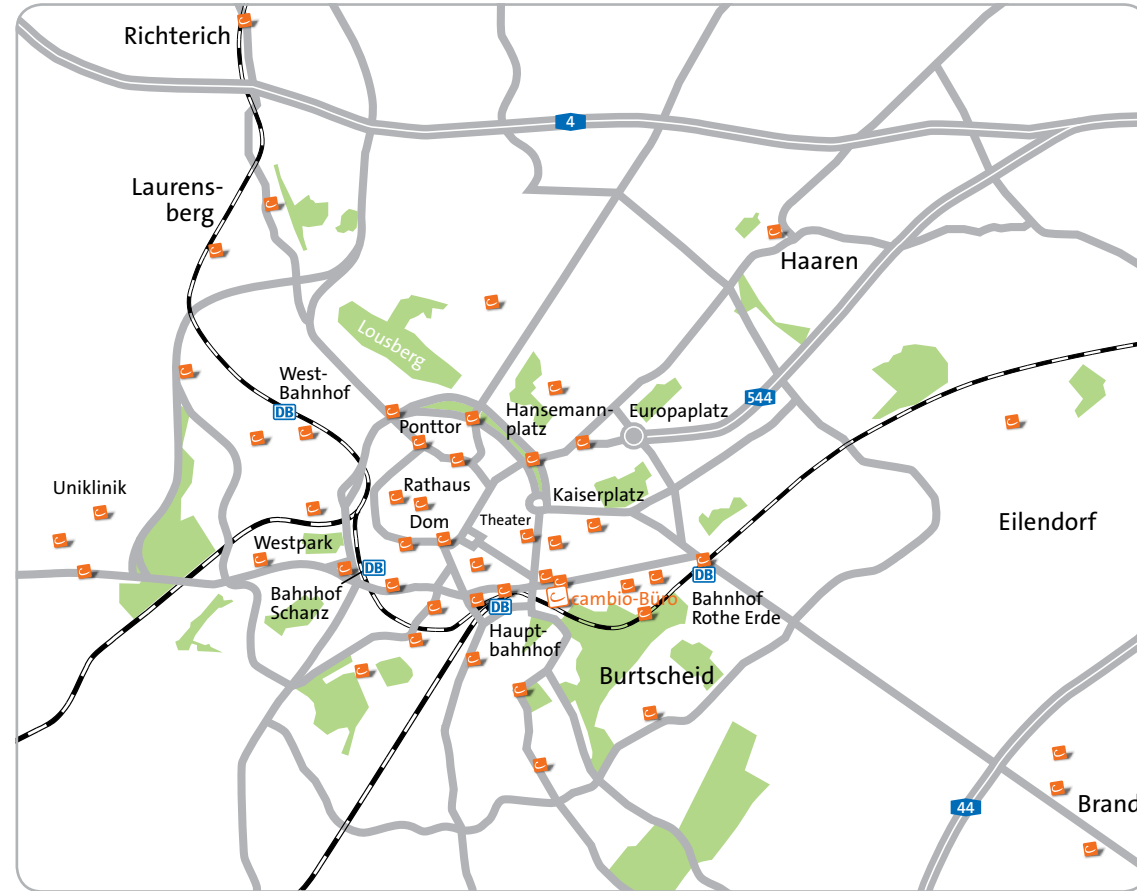 Richterich
4
Laurens-
berg
Haaren
Lousberg
West-
Bahnhof
DB
544
Hansemann-
platz
Europaplatz
Ponttor
Uniklinik
Rathaus
Kaiserplatz
Dom
Theater
Eilendorf
Westpark
DB
Bahnhof
Schanz
DB
Bahnhof
Rothe Erde
cambio-Büro
DB
Haupt-
bahnhof
Burtscheid
44
Brand